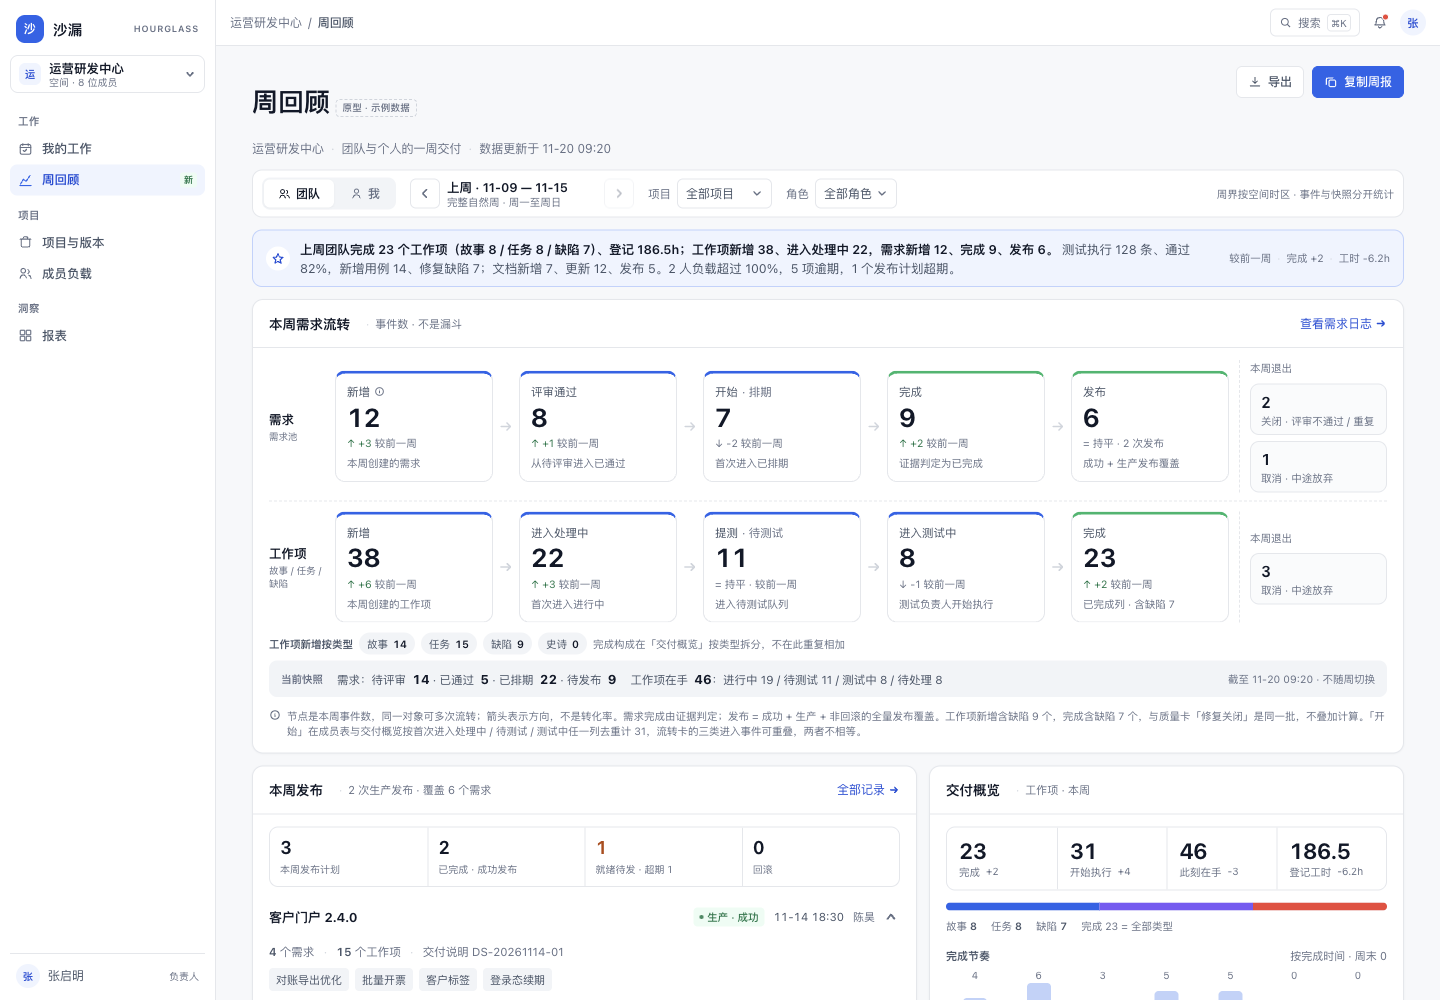 沙 沙漏 HOURGLASS
运 运营研发中心
空间 · 8 位成员
工作
我的工作
周回顾 新
项目
项目与版本
成员负载
洞察
报表
张 张启明 负责人
运营研发中心 / 周回顾
搜索 ⌘K 张
周回顾 原型 · 示例数据
导出 复制周报
运营研发中心 · 团队与个人的一周交付 · 数据更新于 11-20 09:20
团队 我
上周 · 11-09 — 11-15
完整自然周 · 周一至周日
项目 全部项目 角色 全部角色
周界按空间时区 · 事件与快照分开统计
上周团队完成 23 个工作项（故事 8 / 任务 8 / 缺陷 7）、登记 186.5h；工作项新增 38、进入处理中 22，需求新增 12、完成 9、发布 6。 测试执行 128 条、通过
82%，新增用例 14、修复缺陷 7；文档新增 7、更新 12、发布 5。2 人负载超过 100%，5 项逾期，1 个发布计划超期。
较前一周 · 完成 +2 · 工时 -6.2h
本周需求流转 · 事件数 · 不是漏斗
查看需求日志 →
需求
需求池
新增
12
↑ +3 较前一周
本周创建的需求
→
评审通过
8
↑ +1 较前一周
从待评审进入已通过
→
开始 · 排期
7
↓ -2 较前一周
首次进入已排期
→
完成
9
↑ +2 较前一周
证据判定为已完成
→
发布
6
= 持平 · 2 次发布
成功 + 生产发布覆盖
本周退出
2
关闭 · 评审不通过 / 重复
1
取消 · 中途放弃
工作项
故事 / 任务 /
缺陷
新增
38
↑ +6 较前一周
本周创建的工作项
→
进入处理中
22
↑ +3 较前一周
首次进入进行中
→
提测 · 待测试
11
= 持平 · 较前一周
进入待测试队列
→
进入测试中
8
↓ -1 较前一周
测试负责人开始执行
→
完成
23
↑ +2 较前一周
已完成列 · 含缺陷 7
本周退出
3
取消 · 中途放弃
工作项新增按类型 故事 14 任务 15 缺陷 9 史诗 0 完成构成在「交付概览」按类型拆分，不在此重复相加
当前快照 需求：待评审 14 · 已通过 5 · 已排期 22 · 待发布 9 工作项在手 46：进行中 19 / 待测试 11 / 测试中 8 / 待处理 8
截至 11-20 09:20 · 不随周切换
节点是本周事件数，同一对象可多次流转；箭头表示方向，不是转化率。需求完成由证据判定；发布 = 成功 + 生产 + 非回滚的全量发布覆盖。工作项新增含缺陷 9 个，完成含缺陷 7 个，与质量卡「修复关闭」是同一批，不叠加计算。「开
始」在成员表与交付概览按首次进入处理中 / 待测试 / 测试中任一列去重计 31，流转卡的三类进入事件可重叠，两者不相等。
本周发布 · 2 次生产发布 · 覆盖 6 个需求
全部记录 →
3
本周发布计划
2
已完成 · 成功发布
1
就绪待发 · 超期 1
0
回滚
客户门户 2.4.0
生产 · 成功 11-14 18:30 陈昊
4 个需求 · 15 个工作项 · 交付说明 DS-20261114-01
对账导出优化 批量开票 客户标签 登录态续期
交付概览 · 工作项 · 本周
23
完成 +2
31
开始执行 +4
46
此刻在手 -3
186.5
登记工时 -6.2h
故事 8 任务 8 缺陷 7 完成 23 = 全部类型
完成节奏 按完成时间 · 周末 0
4 6 3 5 5 0 0